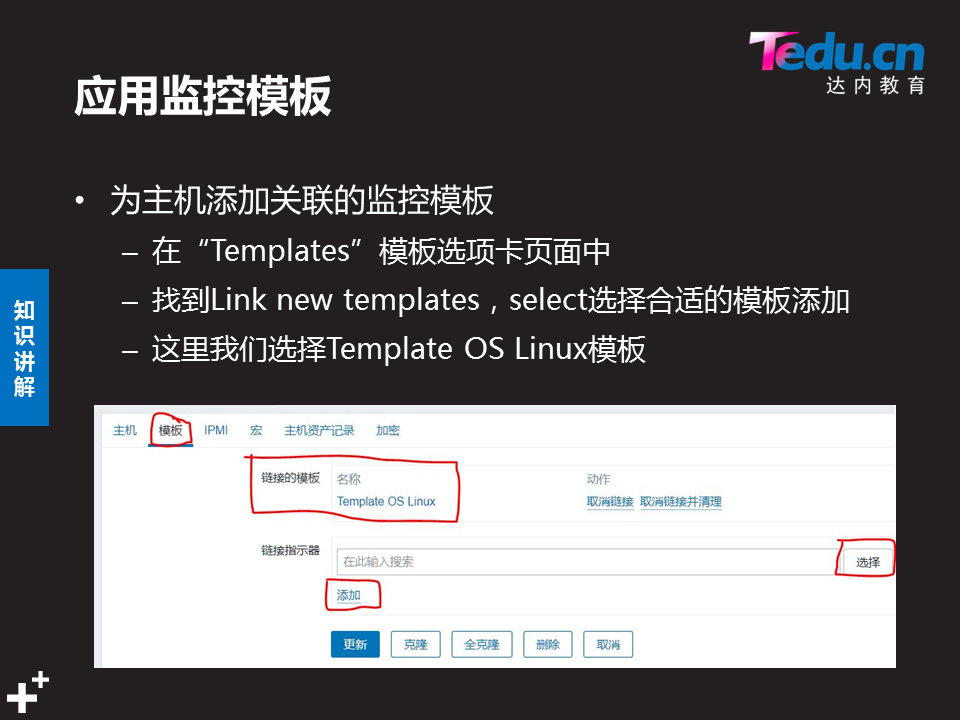 Tedu.cn
达内教育
应用监控模板
• 为主机添加关联的监控模板
– 在“Templates”模板选项卡页面中
– 找到Link new templates，select选择合适的模板添加
– 这里我们选择Template OS Linux模板
知识讲解
主机 模板 IPMI 宏 主机资产记录 加密
链接的模板 名称 动作
Template OS Linux 取消链接 取消链接并清理
链接指示器
在此输入搜索 选择
添加
更新 克隆 全克隆 删除 取消